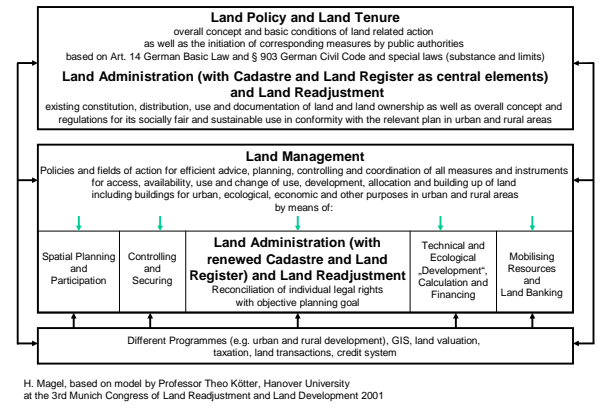 Land Policy and Land Tenure
overall concept and basic conditions of land related action
as well as the initiation of corresponding measures by public authorities
based on Art. 14 German Basic Law and § 903 German Civil Code and special laws (substance and limits)
Land Administration (with Cadastre and Land Register as central elements)
and Land Readjustment
existing constitution, distribution, use and documentation of land and land ownership as well as overall concept and
regulations for its socially fair and sustainable use in conformity with the relevant plan in urban and rural areas
Land Management
Policies and fields of action for efficient advice, planning, controlling and coordination of all measures and instruments
for access, availability, use and change of use, development, allocation and building up of land
including buildings for urban, ecological, economic and other purposes in urban and rural areas
by means of:
Spatial Planning
and
Participation
Controlling
and
Securing
Land Administration (with
renewed Cadastre and Land
Register) and Land Readjustment
Reconciliation of individual legal rights
with objective planning goal
Technical and
Ecological
„Development“,
Calculation and
Financing
Mobilising
Resources
and
Land Banking
Different Programmes (e.g. urban and rural development), GIS, land valuation,
taxation, land transactions, credit system
H. Magel, based on model by Professor Theo Kötter, Hanover University
at the 3rd Munich Congress of Land Readjustment and Land Development 2001